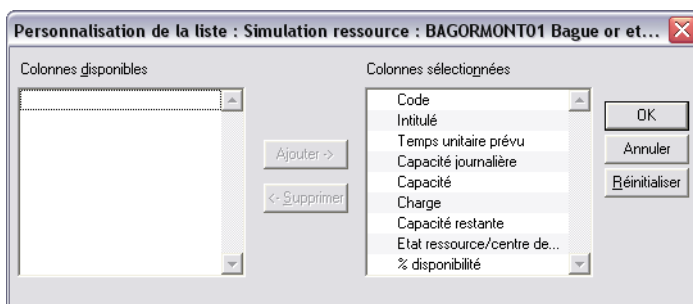 Personnalisation de la liste : Simulation ressource : BAGORMONT01 Bague or et...
Colonnes disponibles
Colonnes sélectionnées
Code
Intitulé
Temps unitaire prévu
Capacité journalière
Capacité
Charge
Capacité restante
Etat ressource/centre de...
% disponibilité
Ajouter ->
<- Supprimer
OK
Annuler
Réinitialiser